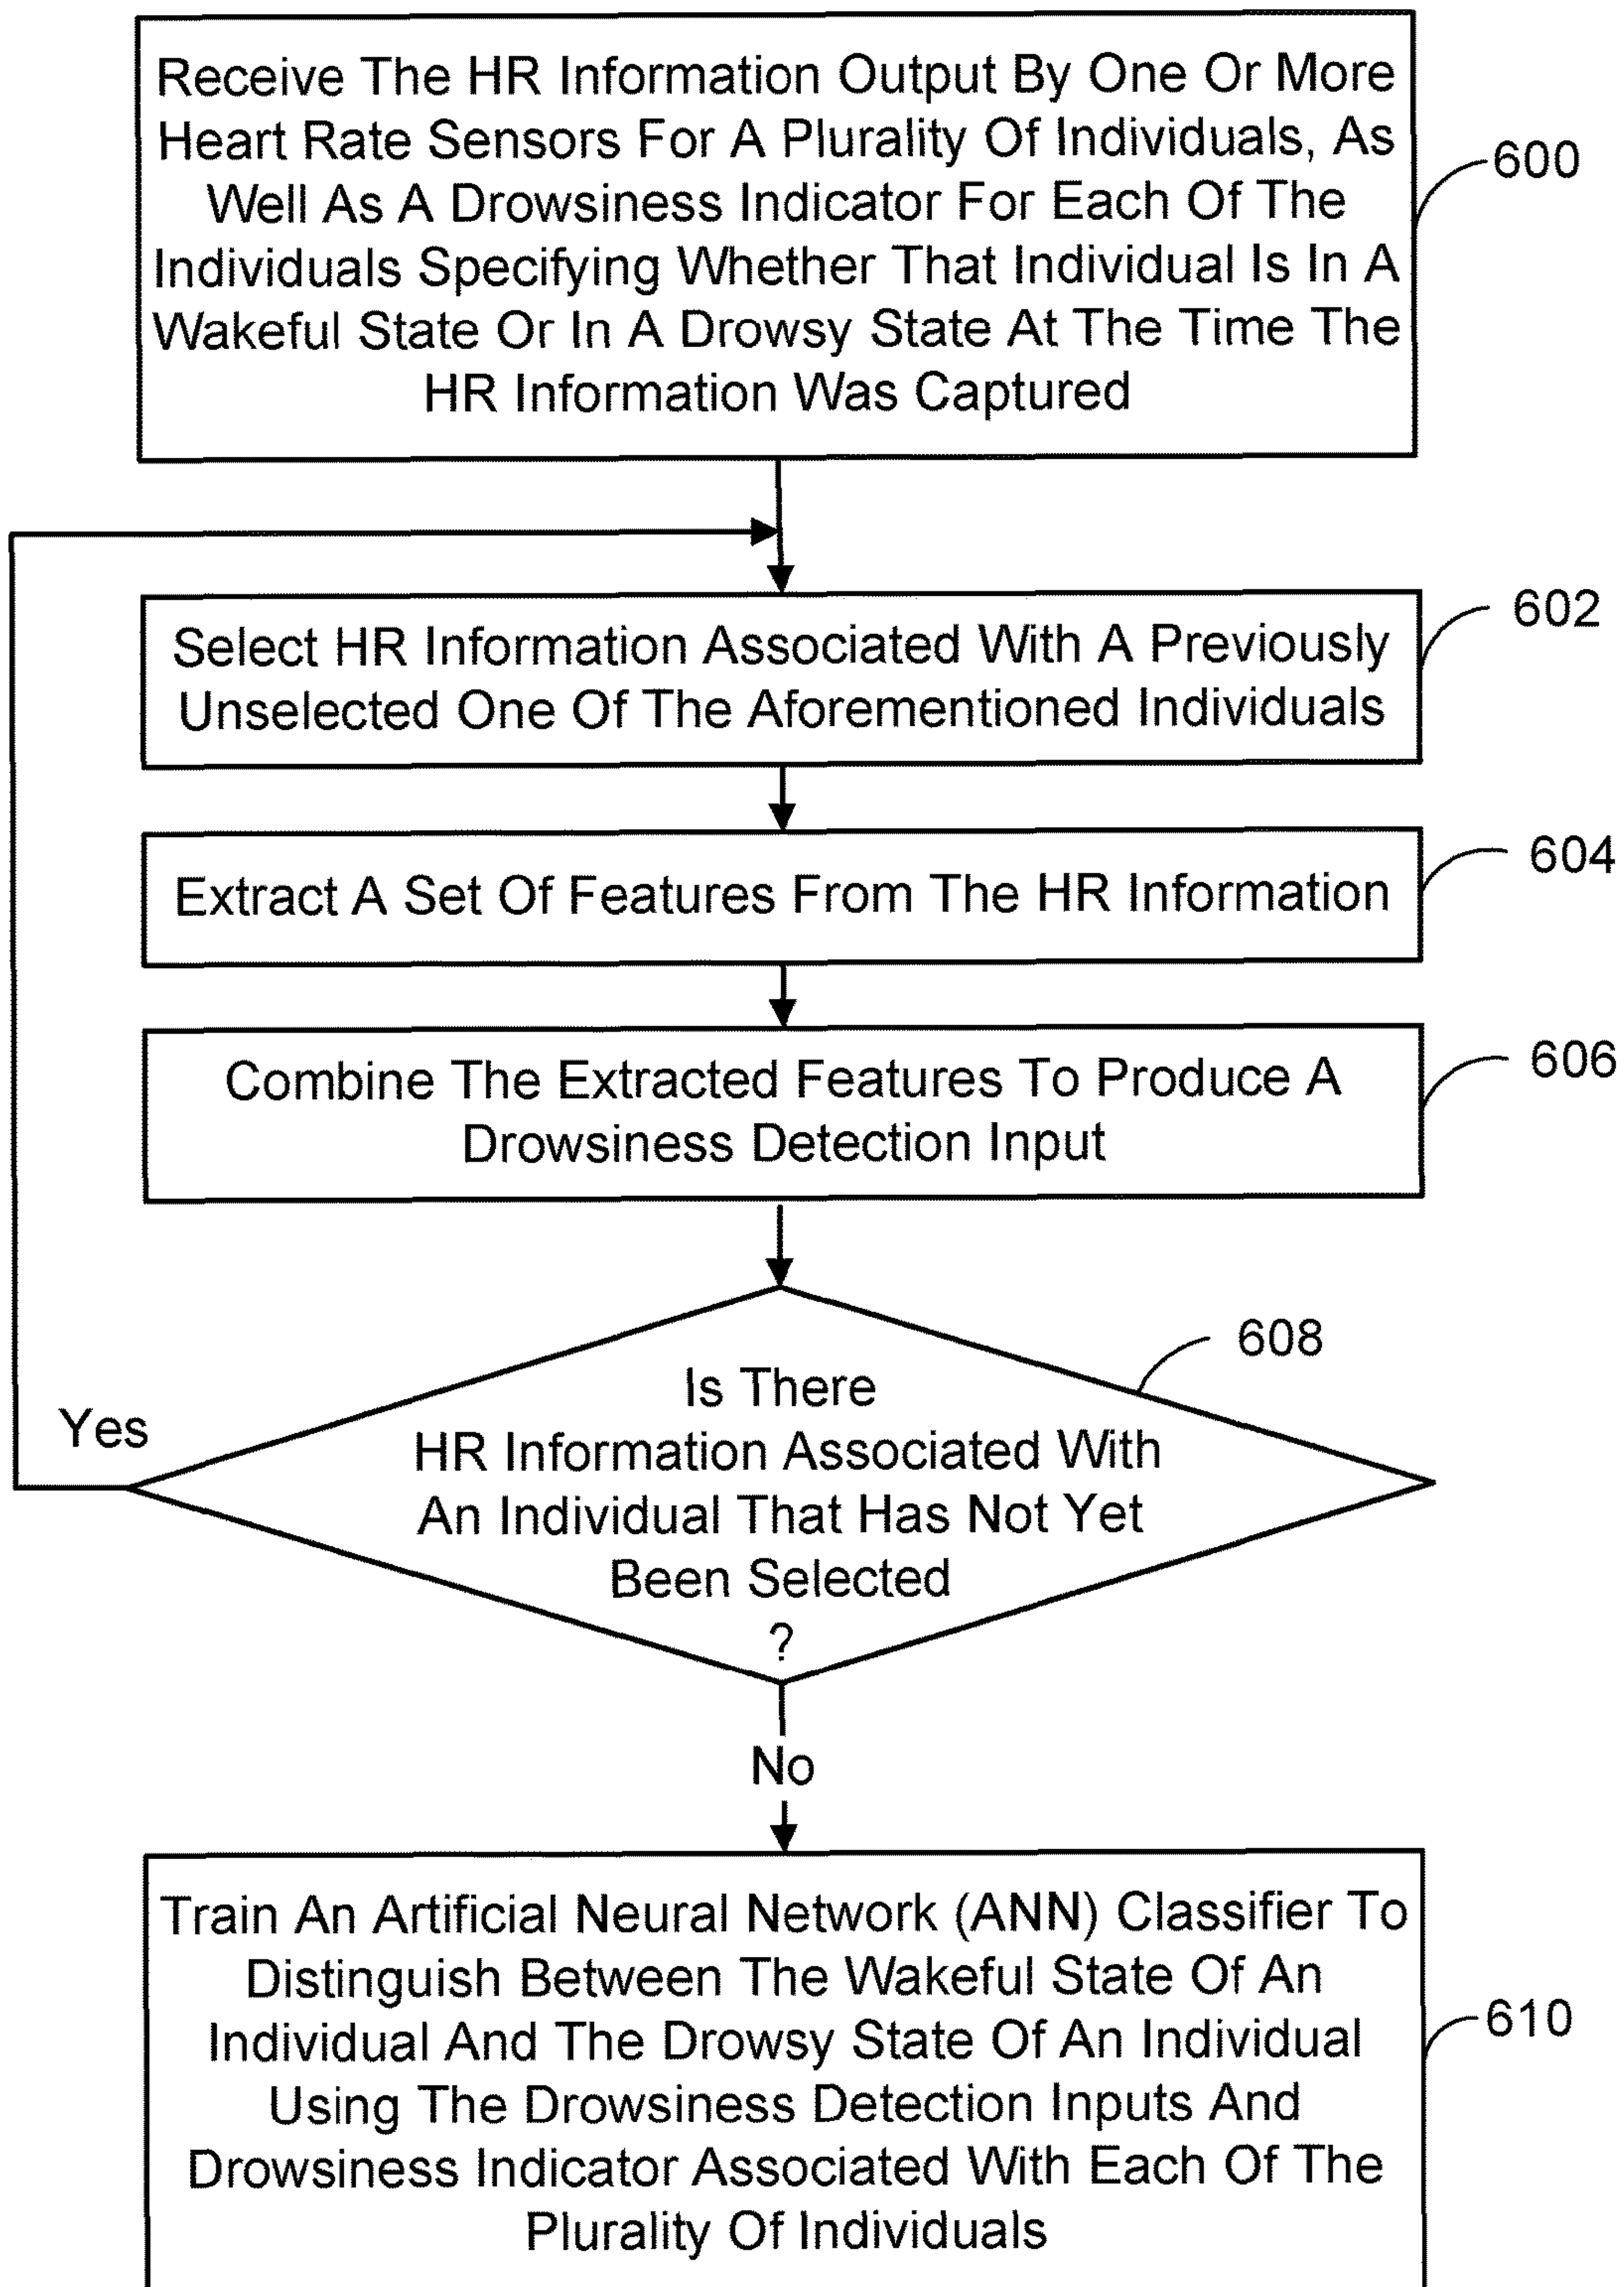 Receive The HR Information Output By One Or More
Heart Rate Sensors For A Plurality Of Individuals, As
Well As A Drowsiness Indicator For Each Of The
Individuals Specifying Whether That Individual Is In A
Wakeful State Or In A Drowsy State At The Time The
HR Information Was Captured
600
602
Select HR Information Associated With A Previously
Unselected One Of The Aforementioned Individuals
604
Extract A Set Of Features From The HR Information
606
Combine The Extracted Features To Produce A
Drowsiness Detection Input
608
Is There
HR Information Associated With
An Individual That Has Not Yet
Been Selected
?
Yes
No
Train An Artificial Neural Network (ANN) Classifier To
Distinguish Between The Wakeful State Of An
Individual And The Drowsy State Of An Individual
Using The Drowsiness Detection Inputs And
Drowsiness Indicator Associated With Each Of The
Plurality Of Individuals
610